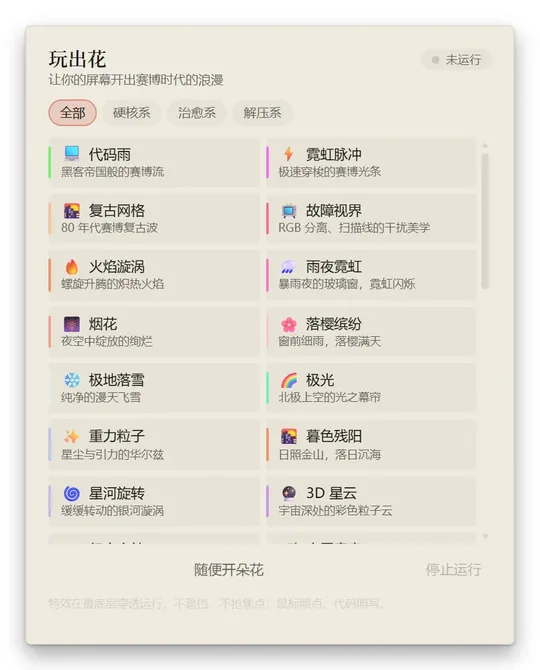 玩出花
未运行
让你的屏幕开出赛博时代的浪漫
全部 硬核系 治愈系 解压系
代码雨
黑客帝国般的赛博流
霓虹脉冲
极速穿梭的赛博光条
复古网格
80 年代赛博复古波
故障视界
RGB 分离、扫描线的干扰美学
火焰旋涡
螺旋升腾的炽热火焰
雨夜霓虹
暴雨夜的玻璃窗，霓虹闪烁
烟花
夜空中绽放的绚烂
落樱缤纷
窗前细雨，落樱满天
极地落雪
纯净的漫天飞雪
极光
北极上空的光之幕帘
重力粒子
星尘与引力的华尔兹
暮色残阳
日照金山，落日沉海
星河旋转
缓缓转动的银河旋涡
3D 星云
宇宙深处的彩色粒子云
随便开朵花
停止运行
特效在最底层穿透运行，不遮挡、不抢焦点；鼠标照点，代码照写。